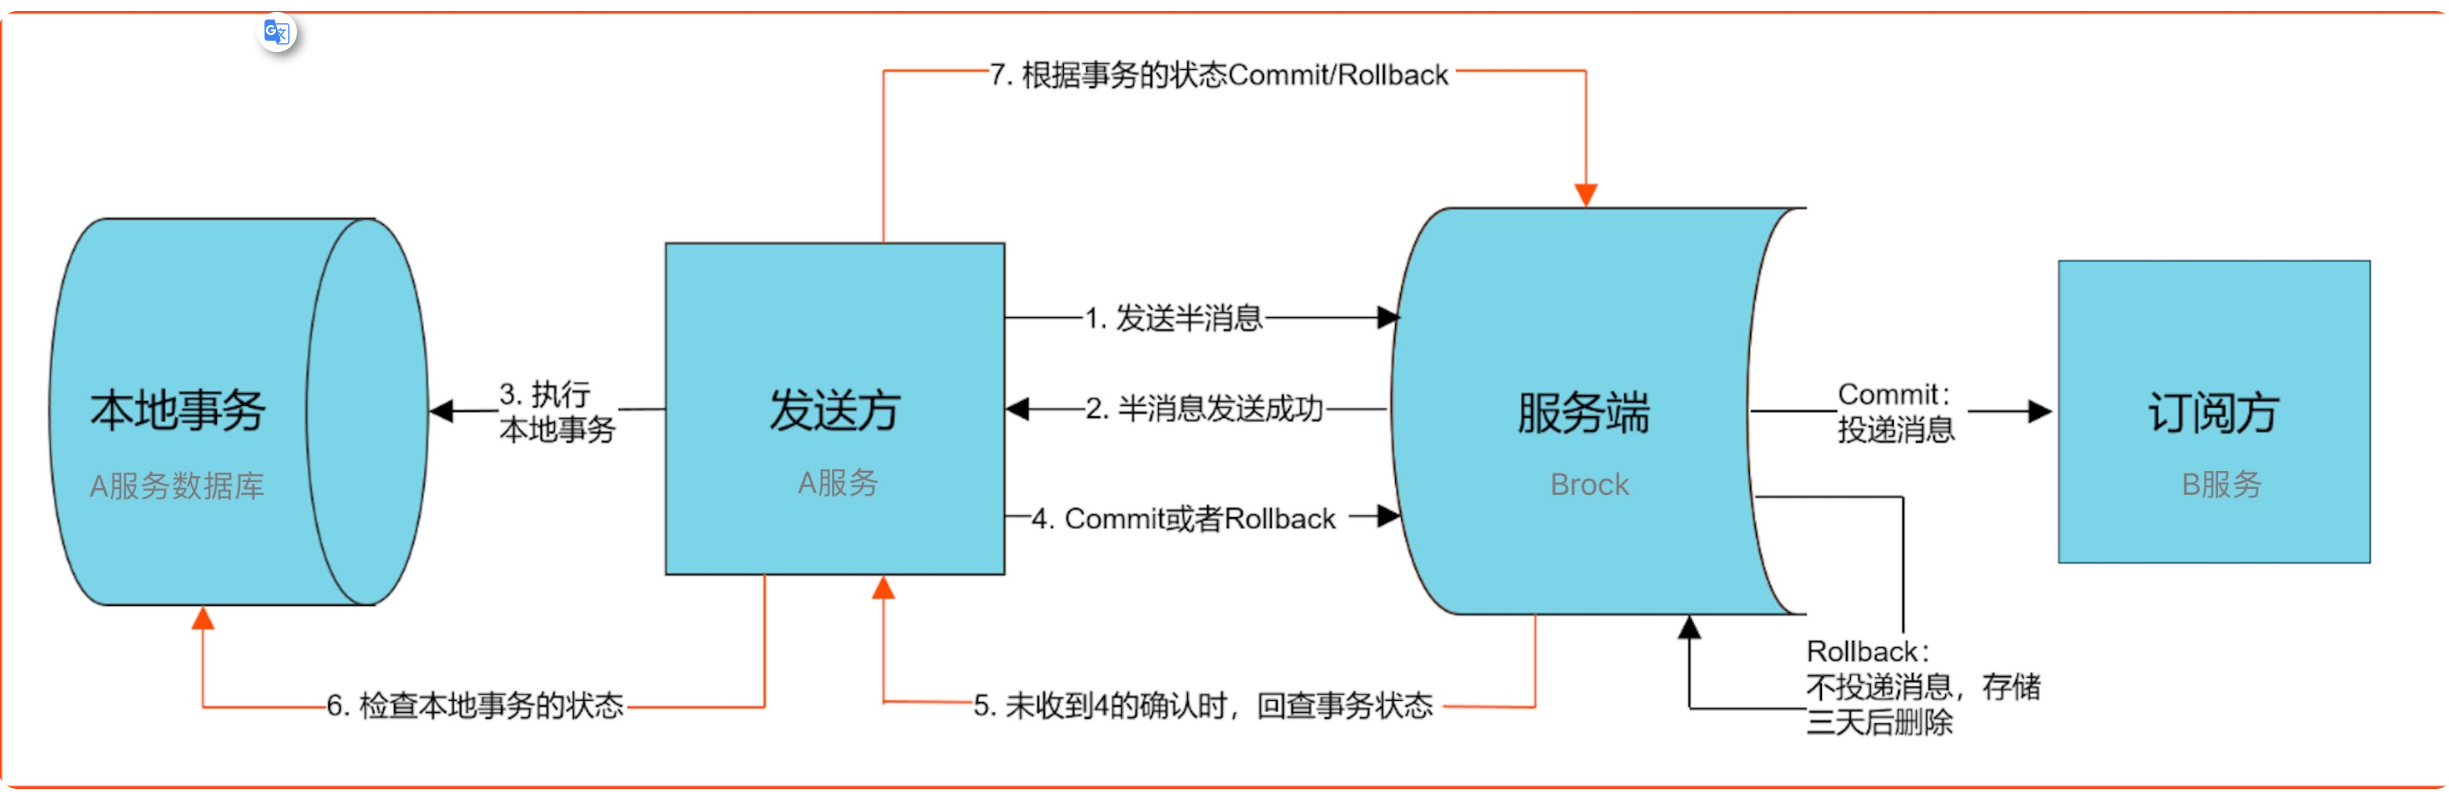 7. 根据事务的状态Commit/Rollback
1. 发送半消息
2. 半消息发送成功
3. 执行
本地事务
4. Commit或者Rollback
本地事务
A服务数据库
发送方
A服务
服务端
Brock
Commit：
投递消息
订阅方
B服务
6. 检查本地事务的状态
5. 未收到4的确认时，回查事务状态
Rollback：
不投递消息，存储
三天后删除